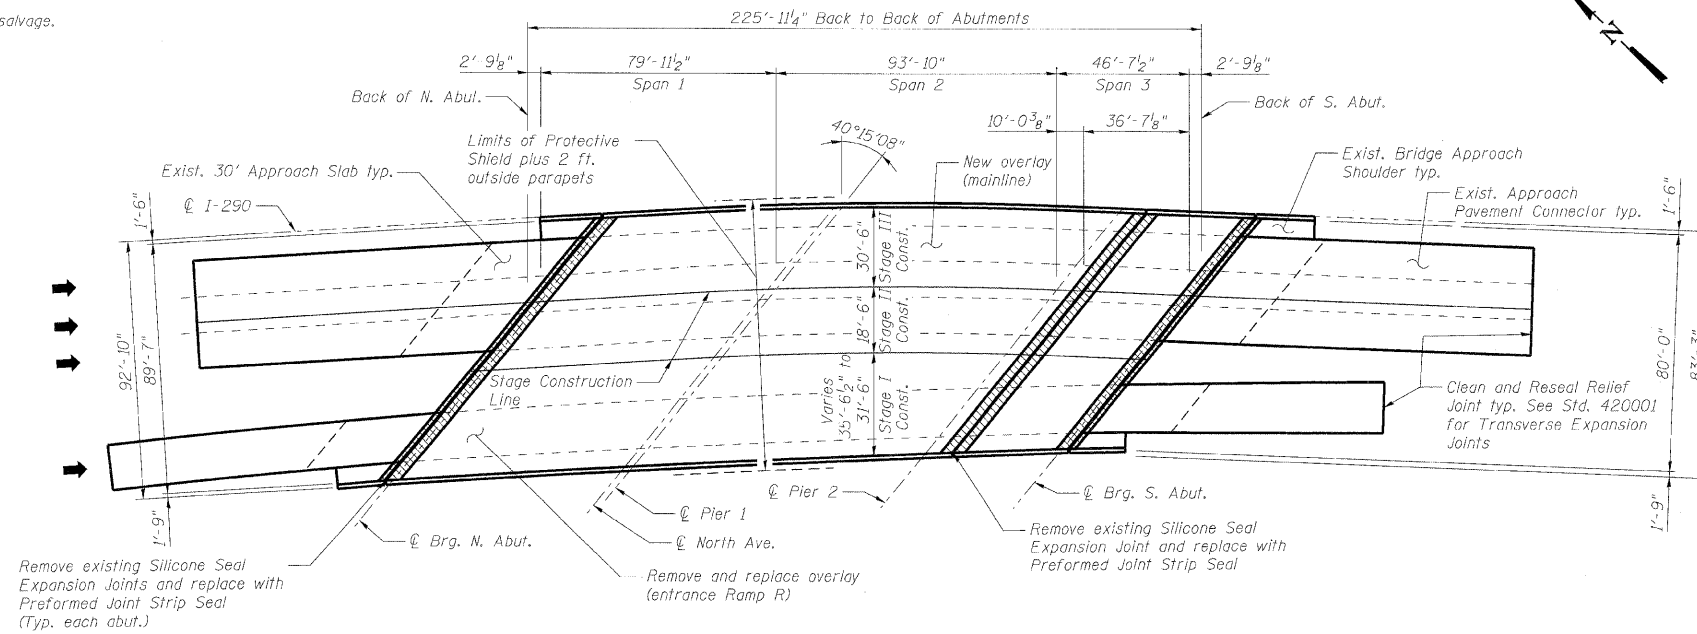 salvage.
225'-11¼" Back to Back of Abutments
N
2'-9⅛"
79'-11½"
93'-10"
46'-7½"
2'-9⅛"
Span 1
Span 2
Span 3
Back of N. Abut.
Back of S. Abut.
10'-0⅜"
36'-7⅛"
40°15'08"
Limits of Protective
Shield plus 2 ft.
outside parapets
New overlay
(mainline)
Exist. Bridge Approach
Shoulder typ.
Exist. 30' Approach Slab typ.
Exist. Approach
Pavement Connector typ.
℄ I-290
1'-6"
1'-6"
30'-6"
Stage III
Const.
18'-6"
Stage II
Const.
Varies
35'-6½" to
31'-6"
Stage I
Const.
92'-10"
89'-7"
80'-0"
83'-3"
Stage Construction
Line
Clean and Reseal Relief
Joint typ. See Std. 420001
for Transverse Expansion
Joints
℄ Pier 2
℄ Brg. S. Abut.
1'-9"
1'-9"
℄ Pier 1
℄ Brg. N. Abut.
℄ North Ave.
Remove existing Silicone Seal
Expansion Joint and replace with
Preformed Joint Strip Seal
Remove existing Silicone Seal
Expansion Joints and replace with
Preformed Joint Strip Seal
(Typ. each abut.)
Remove and replace overlay
(entrance Ramp R)